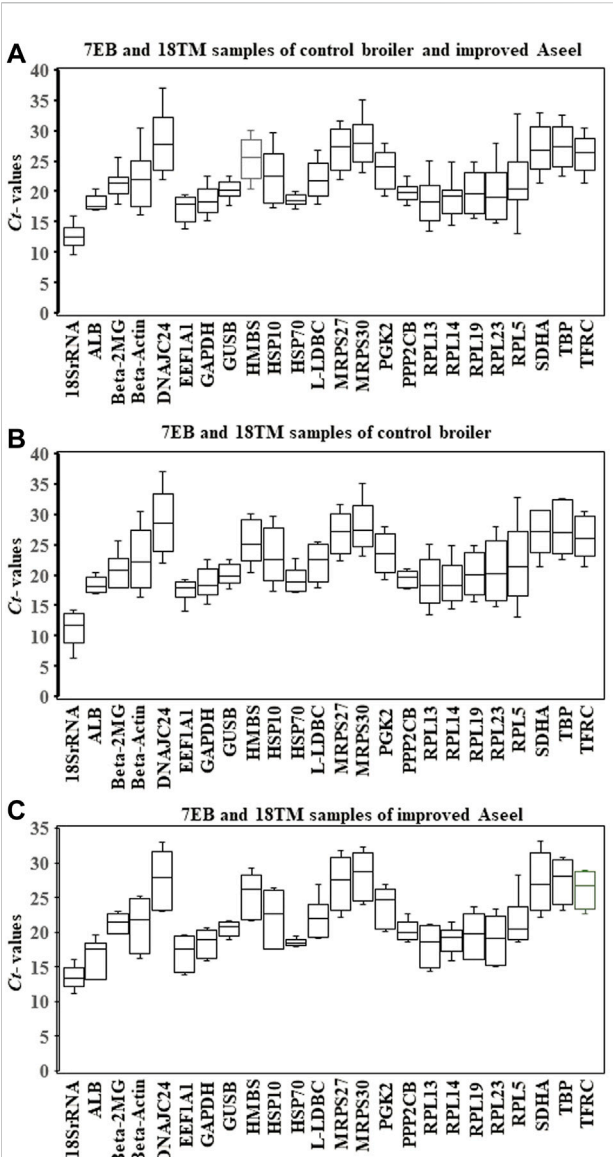 A
7EB and 18TM samples of control broiler and improved Aseel
40
35
30
25
20
15
10
5
0
Ct- values
18SrRNA
ALB
Beta-2MG
Beta-Actin
DNAJC24
EEF1A1
GAPDH
GUSB
HMBS
HSP10
HSP70
L-LDBC
MRPS27
MRPS30
PGK2
PPP2CB
RPL13
RPL14
RPL19
RPL23
RPL5
SDHA
TBP
TFRC
B
7EB and 18TM samples of control broiler
40
35
30
25
20
15
10
5
0
Ct- values
18SrRNA
ALB
Beta-2MG
Beta-Actin
DNAJC24
EEF1A1
GAPDH
GUSB
HMBS
HSP10
HSP70
L-LDBC
MRPS27
MRPS30
PGK2
PPP2CB
RPL13
RPL14
RPL19
RPL23
RPL5
SDHA
TBP
TFRC
C
7EB and 18TM samples of improved Aseel
35
30
25
20
15
10
5
0
Ct- values
18SrRNA
ALB
Beta-2MG
Beta-Actin
DNAJC24
EEF1A1
GAPDH
GUSB
HMBS
HSP10
HSP70
L-LDBC
MRPS27
MRPS30
PGK2
PPP2CB
RPL13
RPL14
RPL19
RPL23
RPL5
SDHA
TBP
TFRC